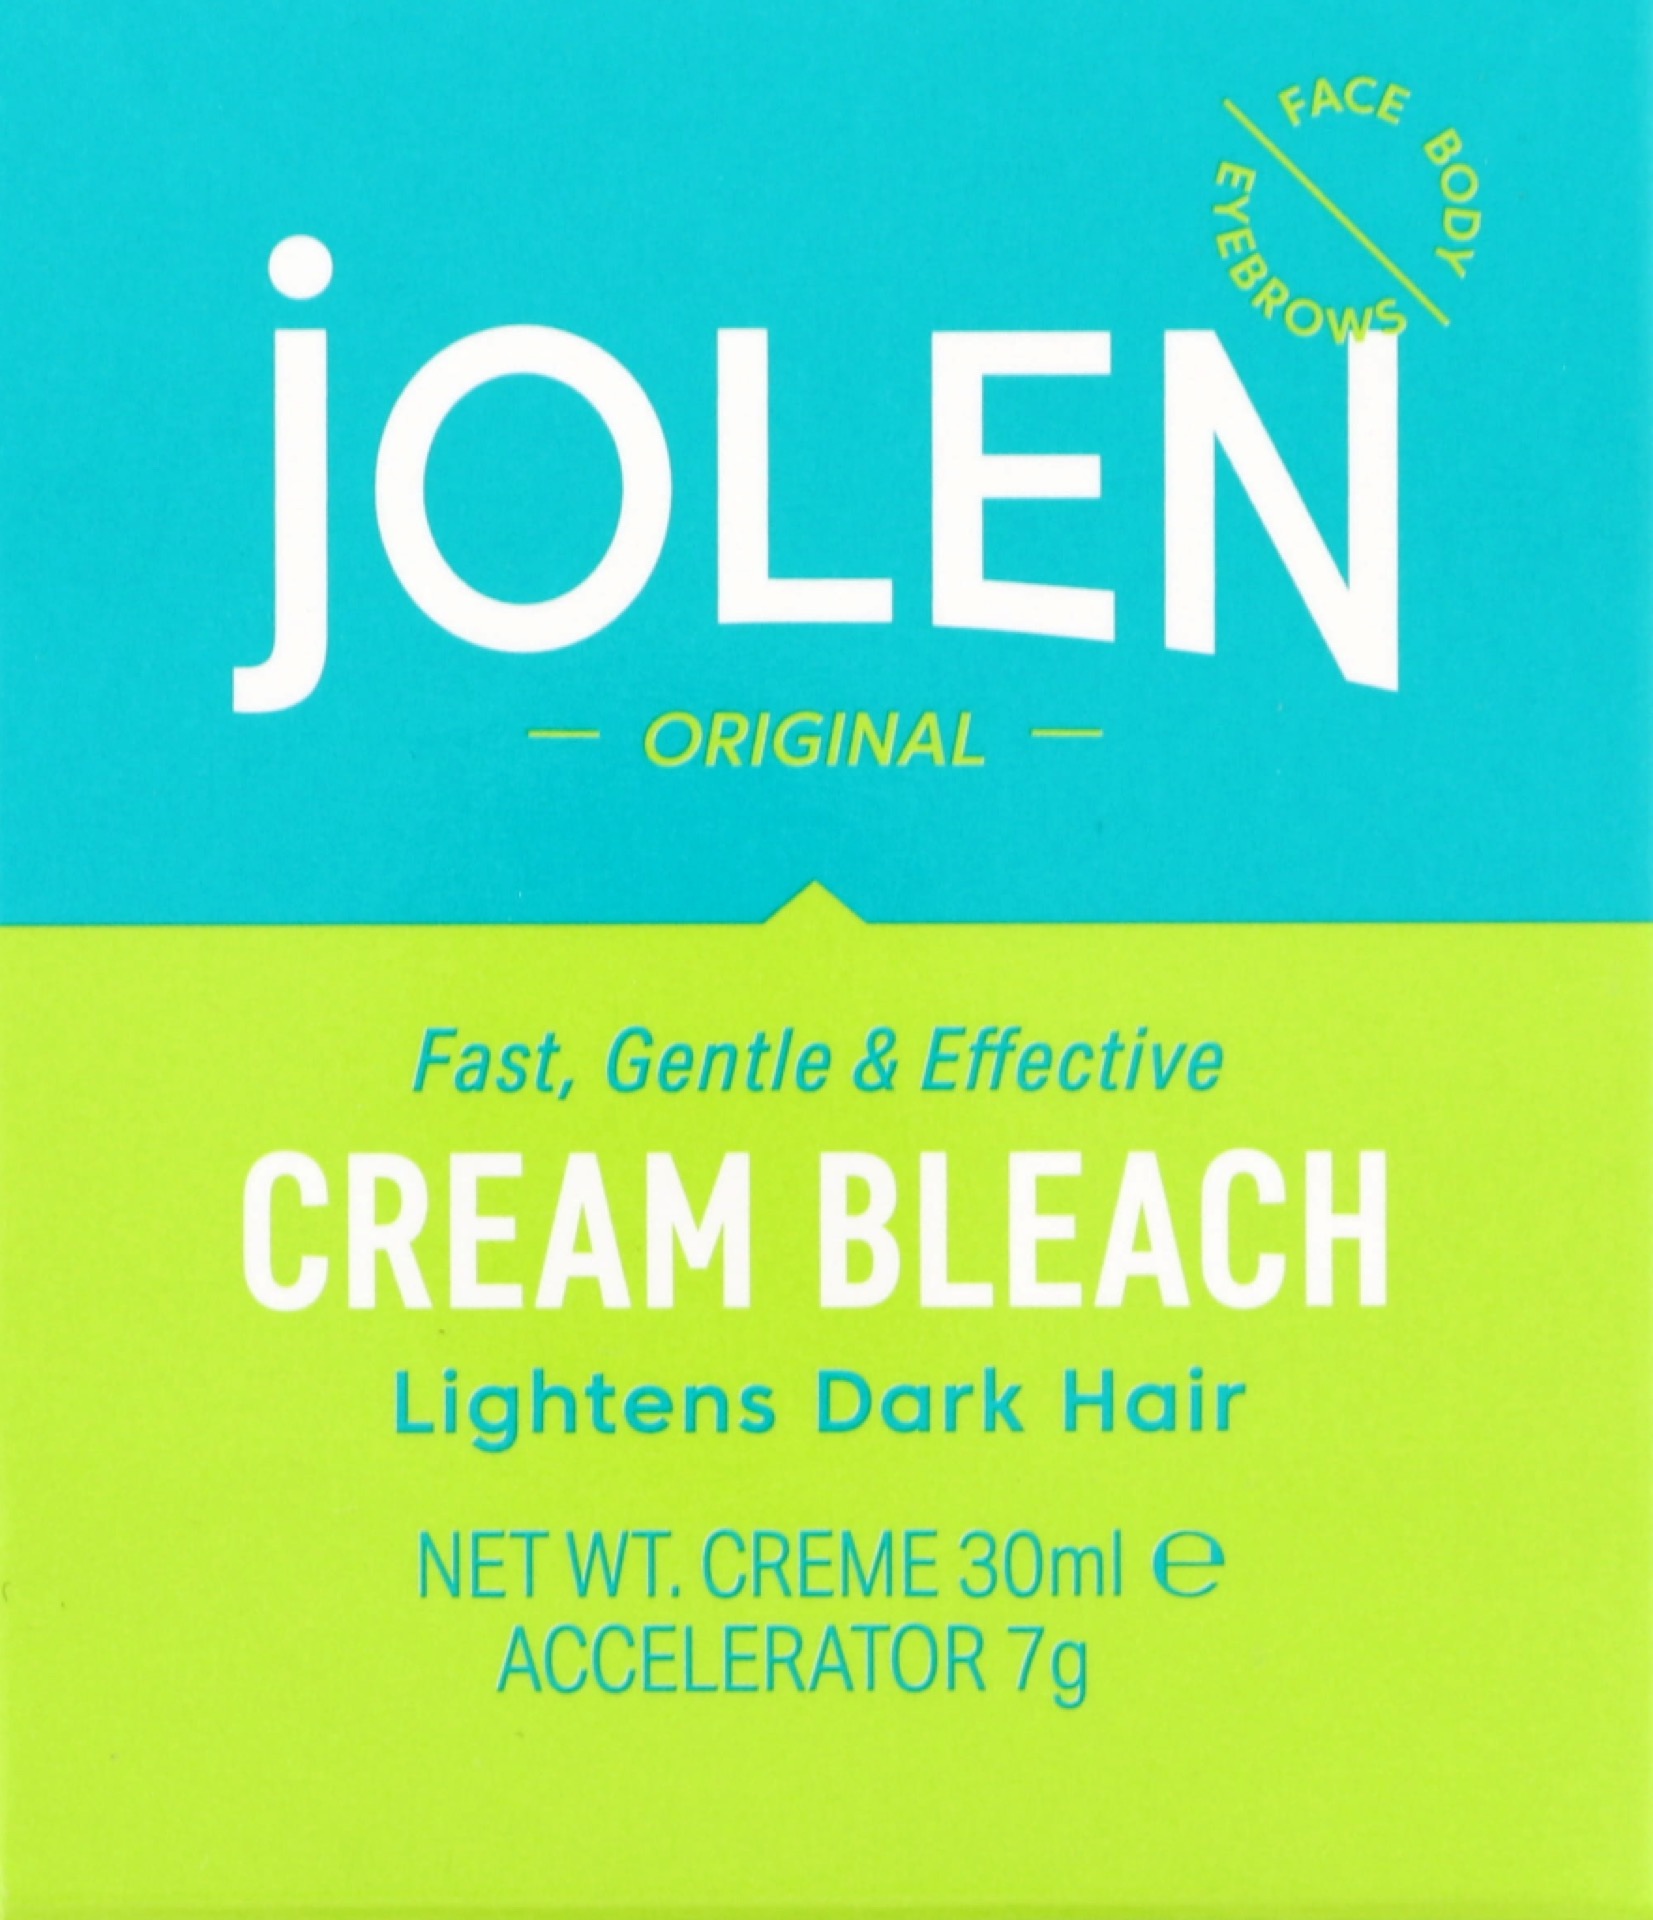 FACE BODY
EYEBROWS
jOLEN
ORIGINAL
Fast, Gentle & Effective
CREAM BLEACH
Lightens Dark Hair
NET WT. CREME 30ml ℮
ACCELERATOR 7g